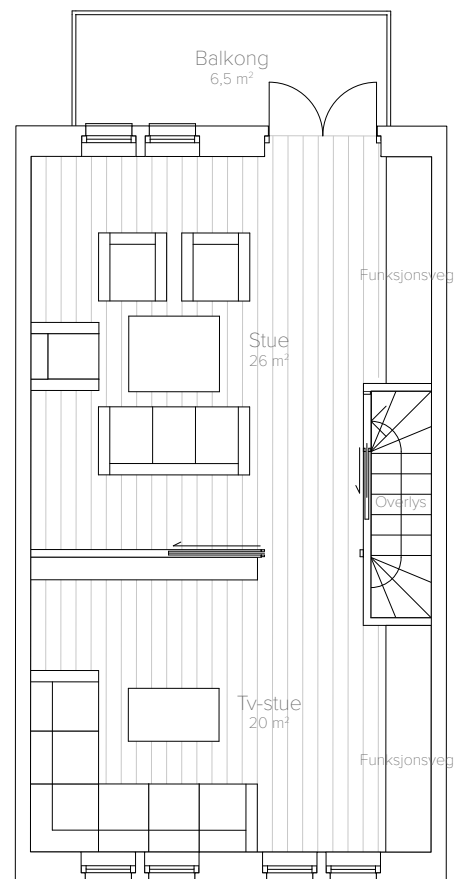 Balkong
6,5 m²
Funksjonsveg
Stue
26 m²
Overlys
Tv-stue
20 m²
Funksjonsveg